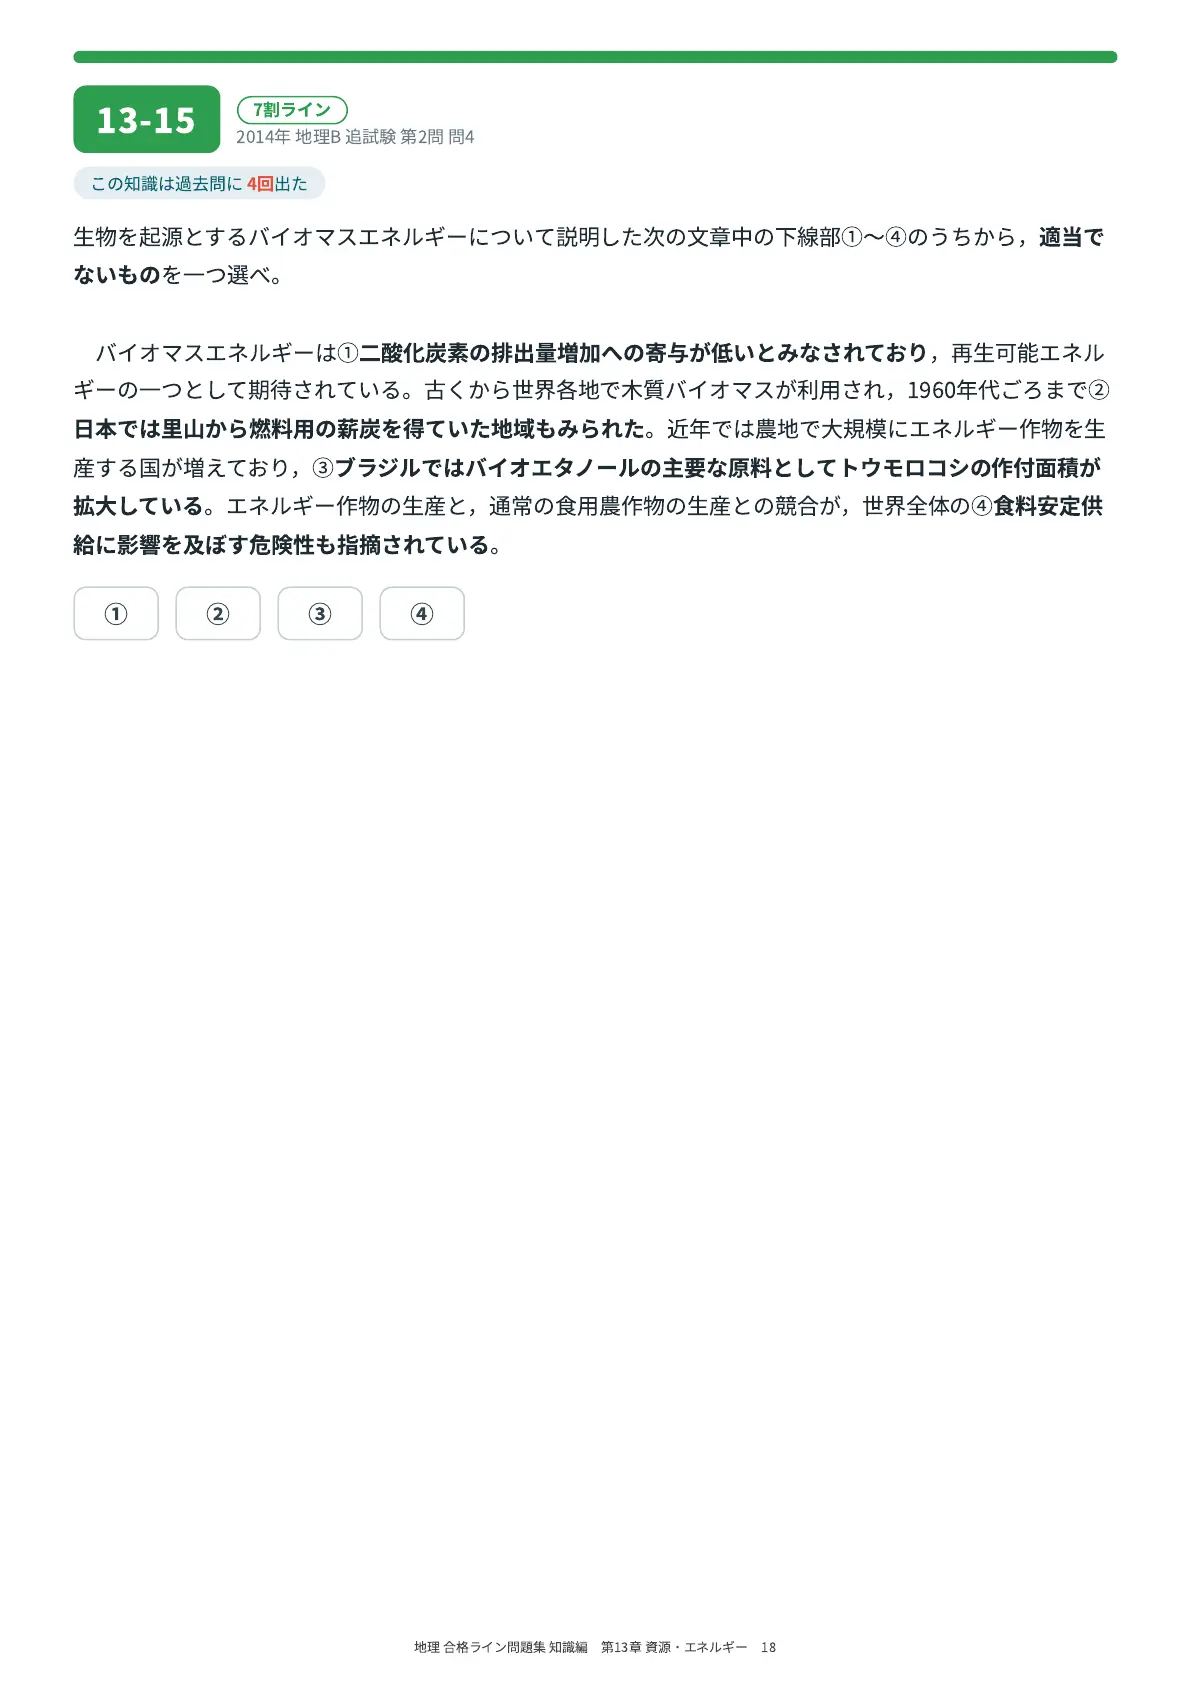 13-15
7割ライン
2014年 地理B 追試験 第2問 問4
この知識は過去問に 4回出た
生物を起源とするバイオマスエネルギーについて説明した次の文章中の下線部①～④のうちから，適当で
ないものを一つ選べ。
バイオマスエネルギーは①二酸化炭素の排出量増加への寄与が低いとみなされており，再生可能エネル
ギーの一つとして期待されている。古くから世界各地で木質バイオマスが利用され，1960年代ごろまで②
日本では里山から燃料用の薪炭を得ていた地域もみられた。近年では農地で大規模にエネルギー作物を生
産する国が増えており，③ブラジルではバイオエタノールの主要な原料としてトウモロコシの作付面積が
拡大している。エネルギー作物の生産と，通常の食用農作物の生産との競合が，世界全体の④食料安定供
給に影響を及ぼす危険性も指摘されている。
① ② ③ ④
地理 合格ライン問題集 知識編　第13章 資源・エネルギー　18